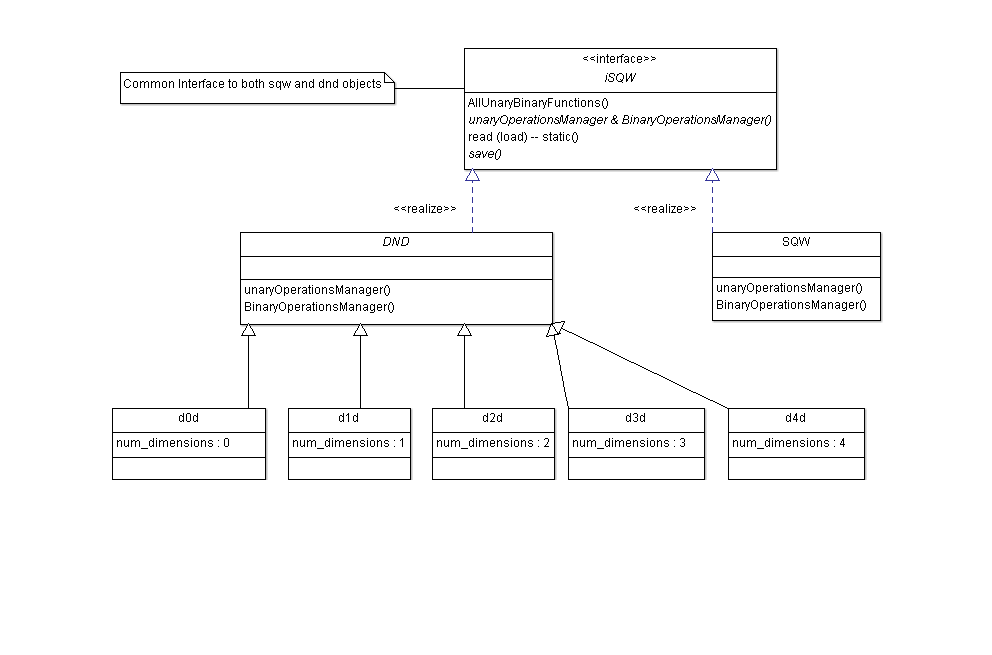 <<interface>>
iSQW
Common Interface to both sqw and dnd objects
AllUnaryBinaryFunctions()
unaryOperationsManager & BinaryOperationsManager()
read (load) -- static()
save()
<<realize>>
<<realize>>
DND
unaryOperationsManager()
BinaryOperationsManager()
SQW
unaryOperationsManager()
BinaryOperationsManager()
d0d
num_dimensions : 0
d1d
num_dimensions : 1
d2d
num_dimensions : 2
d3d
num_dimensions : 3
d4d
num_dimensions : 4